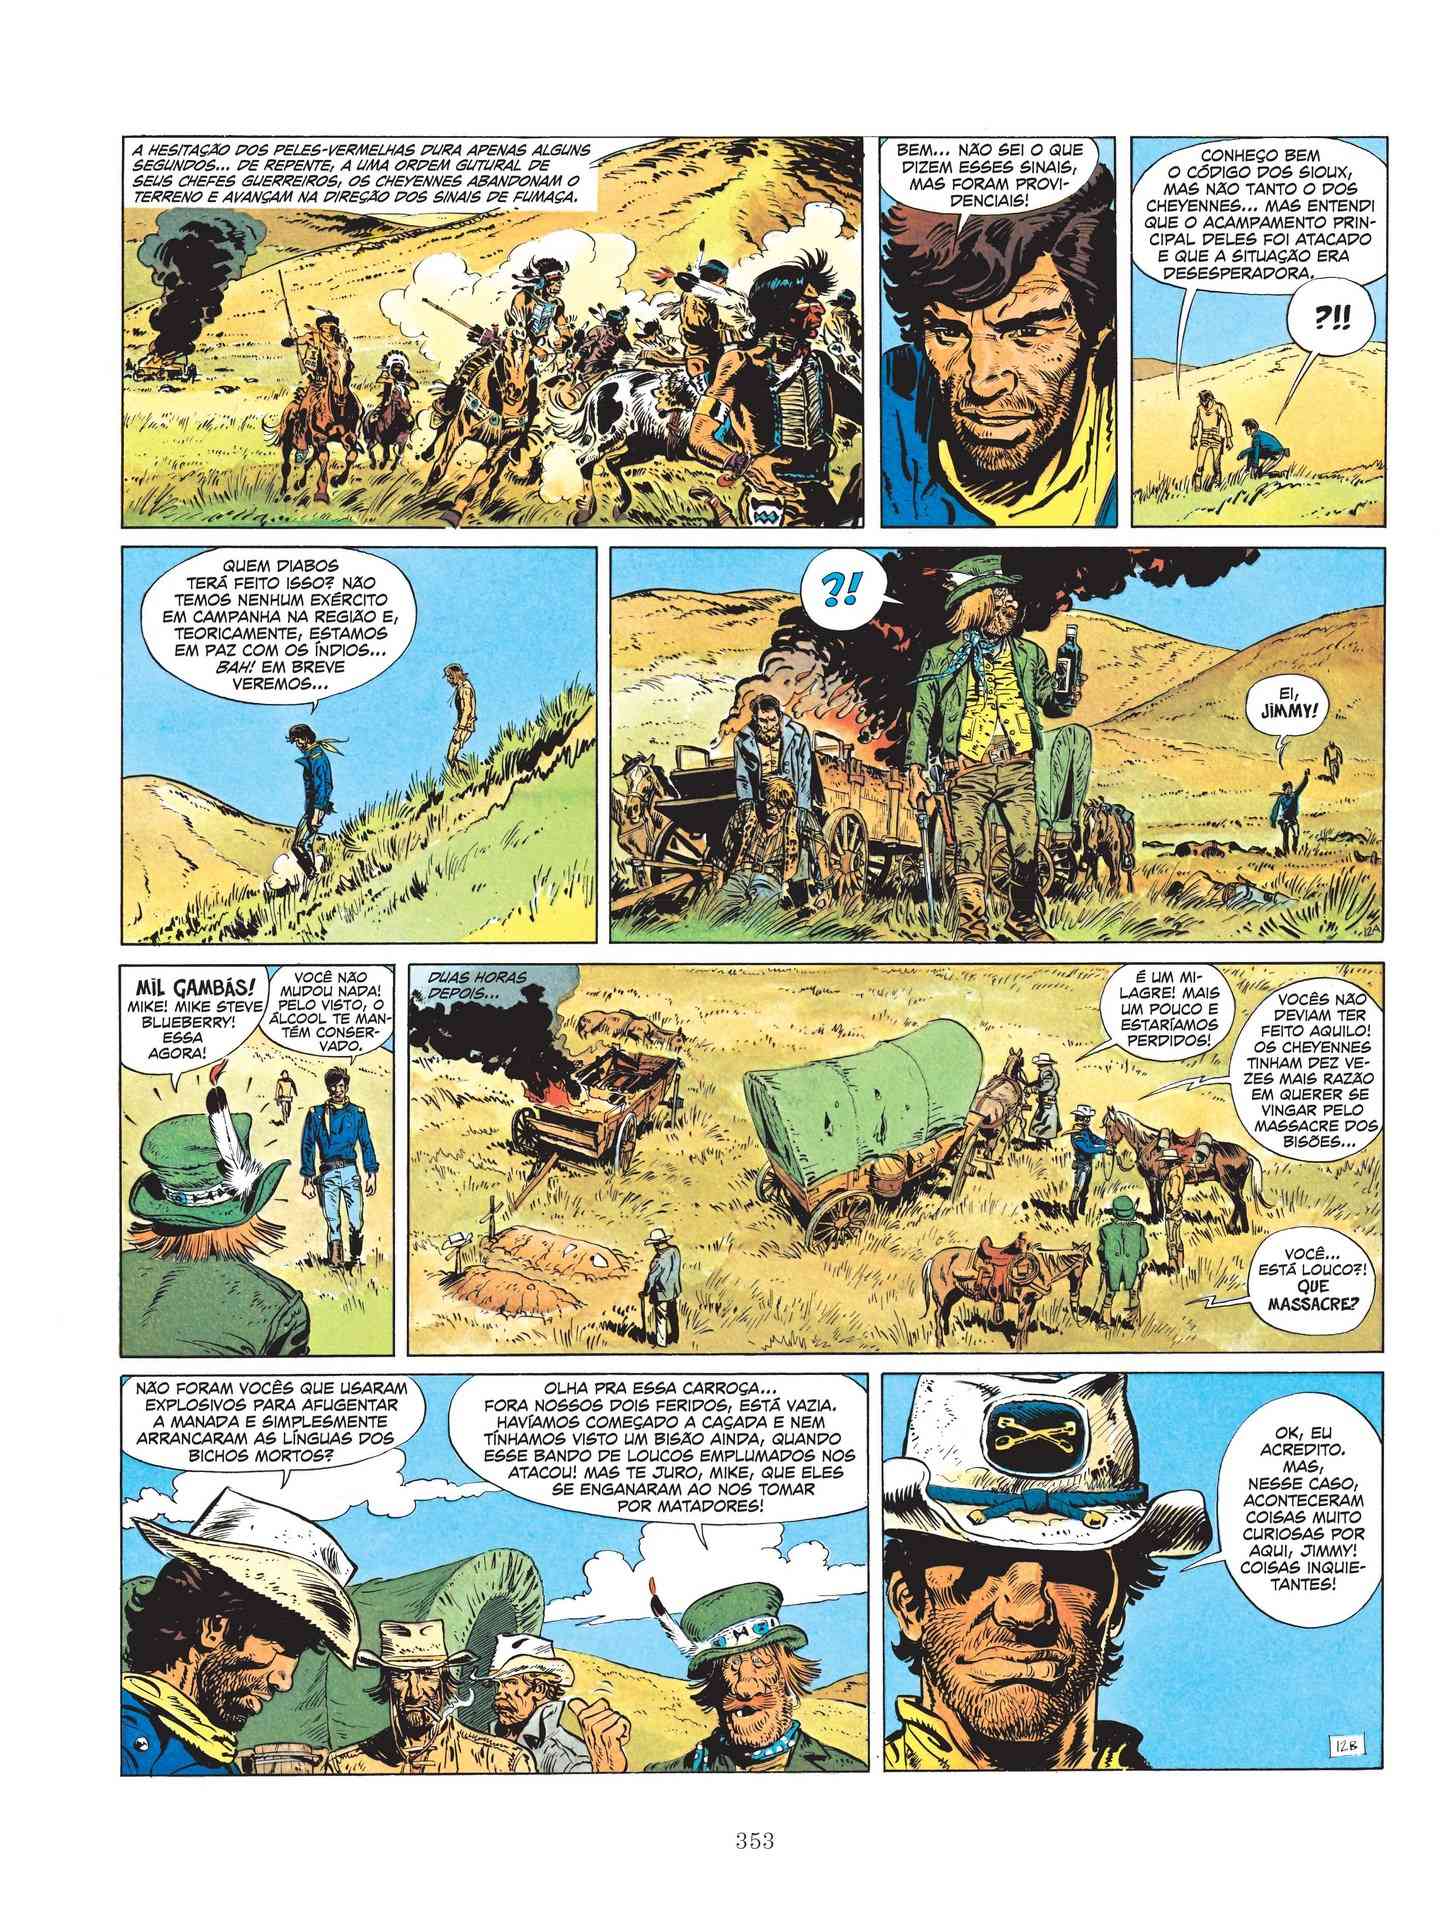 A HESITAÇÃO DOS PELES-VERMELHAS DURA APENAS ALGUNS
SEGUNDOS... DE REPENTE, A UMA ORDEM GUTURAL DE
SEUS CHEFES GUERREIROS, OS CHEYENNES ABANDONAM O
TERRENO E AVANÇAM NA DIREÇÃO DOS SINAIS DE FUMAÇA.
BEM... NÃO SEI O QUE
DIZEM ESSES SINAIS,
MAS FORAM PROVI-
DENCIAIS!
CONHEÇO BEM
O CÓDIGO DOS SIOUX,
MAS NÃO TANTO O DOS
CHEYENNES... MAS ENTENDI
QUE O ACAMPAMENTO PRIN-
CIPAL DELES FOI ATACADO
E QUE A SITUAÇÃO ERA
DESESPERADORA.
?!!
QUEM DIABOS
TERÁ FEITO ISSO? NÃO
TEMOS NENHUM EXÉRCITO
EM CAMPANHA NA REGIÃO E,
TEORICAMENTE, ESTAMOS
EM PAZ COM OS ÍNDIOS...
BAH! EM BREVE
VEREMOS...
?!
EI,
JIMMY!
12A
MIL GAMBÁS!
MIKE! MIKE STEVE
BLUEBERRY!
ESSA
AGORA!
VOCÊ NÃO
MUDOU NADA!
PELO VISTO, O
ÁLCOOL TE MAN-
TÉM CONSER-
VADO.
DUAS HORAS
DEPOIS...
É UM MI-
LAGRE! MAIS
UM POUCO E
ESTARÍAMOS
PERDIDOS!
VOCÊS NÃO
DEVIAM TER
FEITO AQUILO!
OS CHEYENNES
TINHAM DEZ VE-
ZES MAIS RAZÃO
EM QUERER SE
VINGAR PELO
MASSACRE DOS
BISÕES...
VOCÊ...
ESTÁ LOUCO?!
QUE
MASSACRE?
NÃO FORAM VOCÊS QUE USARAM
EXPLOSIVOS PARA AFUGENTAR
A MANADA E SIMPLESMENTE
ARRANCARAM AS LÍNGUAS DOS
BICHOS MORTOS?
OLHA PRA ESSA CARROÇA...
FORA NOSSOS DOIS FERIDOS, ESTÁ VAZIA.
HAVÍAMOS COMEÇADO A CAÇADA E NEM
TÍNHAMOS VISTO UM BISÃO AINDA, QUANDO
ESSE BANDO DE LOUCOS EMPLUMADOS NOS
ATACOU! MAS TE JURO, MIKE, QUE ELES
SE ENGANARAM AO NOS TOMAR
POR MATADORES!
OK, EU
ACREDITO.
MAS,
NESSE CASO,
ACONTECERAM
COISAS MUITO
CURIOSAS POR
AQUI, JIMMY!
COISAS INQUIE-
TANTES!
12B
353